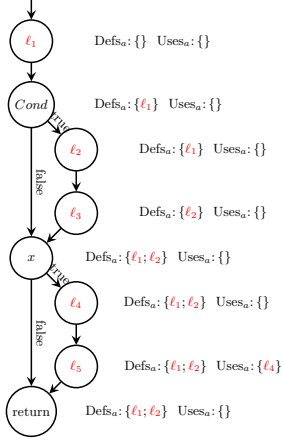 ℓ₁ Defsₐ: {} Usesₐ: {}
Cond Defsₐ: {ℓ₁} Usesₐ: {}
true
ℓ₂ Defsₐ: {ℓ₁} Usesₐ: {}
false
ℓ₃ Defsₐ: {ℓ₂} Usesₐ: {}
x Defsₐ: {ℓ₁; ℓ₂} Usesₐ: {}
true
ℓ₄ Defsₐ: {ℓ₁; ℓ₂} Usesₐ: {}
false
ℓ₅ Defsₐ: {ℓ₁; ℓ₂} Usesₐ: {ℓ₄}
return Defsₐ: {ℓ₁; ℓ₂} Usesₐ: {}